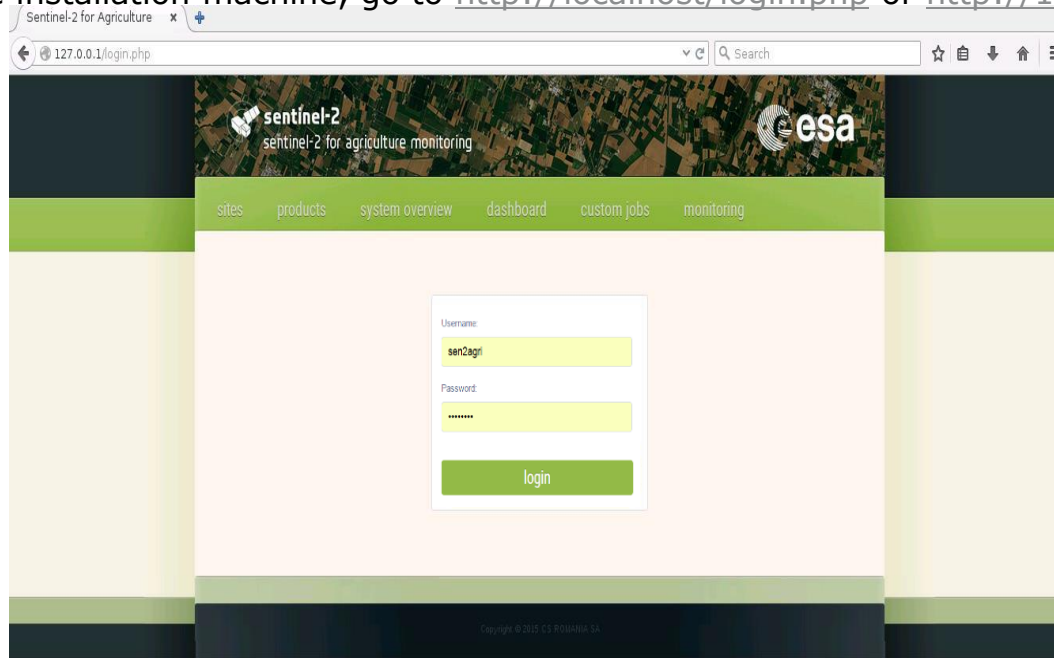 installation machine, go to http://localhost/login.php or
Sentinel-2 for Agriculture x
127.0.0.1/login.php
Search
sentinel-2
sentinel-2 for agriculture monitoring
esa
sites products system overview dashboard custom jobs monitoring
Username:
sen2agri
Password:
••••••••
login
Copyright © 2015 CS ROMANIA SA